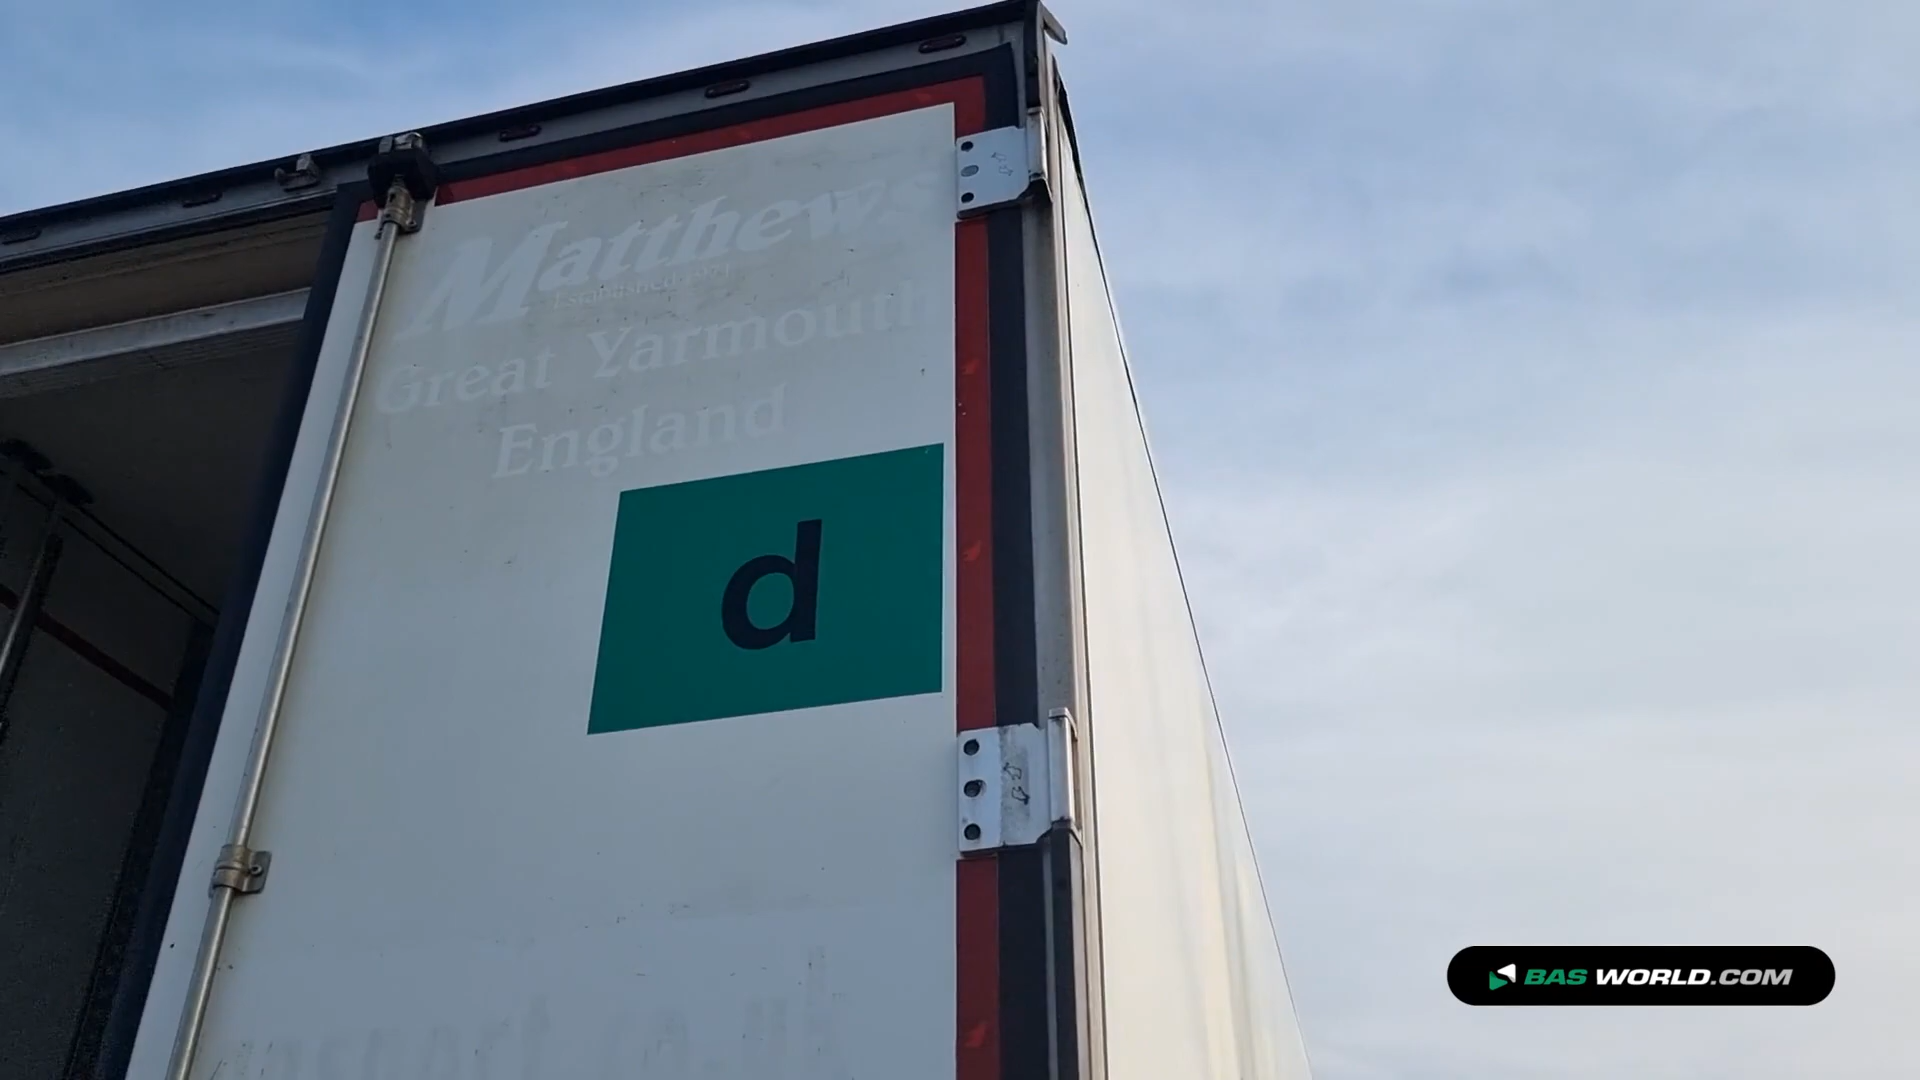 Matthews
Great Yarmouth
England
d
BAS WORLD.COM